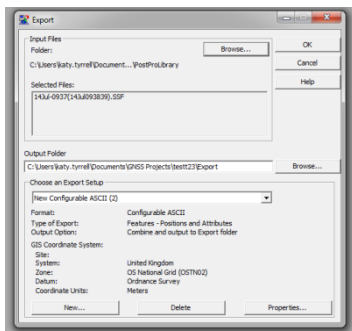 Export
Input Files
Folder:
Browse...
OK
C:\Users\katy.tyrrell\Document... \PostProLibrary
Cancel
Help
Selected Files:
14Jul-0937(14Jul093839).SSF
Output Folder
C:\Users\katy.tyrrell\Documents\GNSS Projects\testt23\Export
Browse...
Choose an Export Setup
New Configurable ASCII (2)
Format: Configurable ASCII
Type of Export: Features - Positions and Attributes
Output Option: Combine and output to Export folder
GIS Coordinate System:
Site:
System: United Kingdom
Zone: OS National Grid (OSTN02)
Datum: Ordnance Survey
Coordinate Units: Meters
New... Delete Properties...